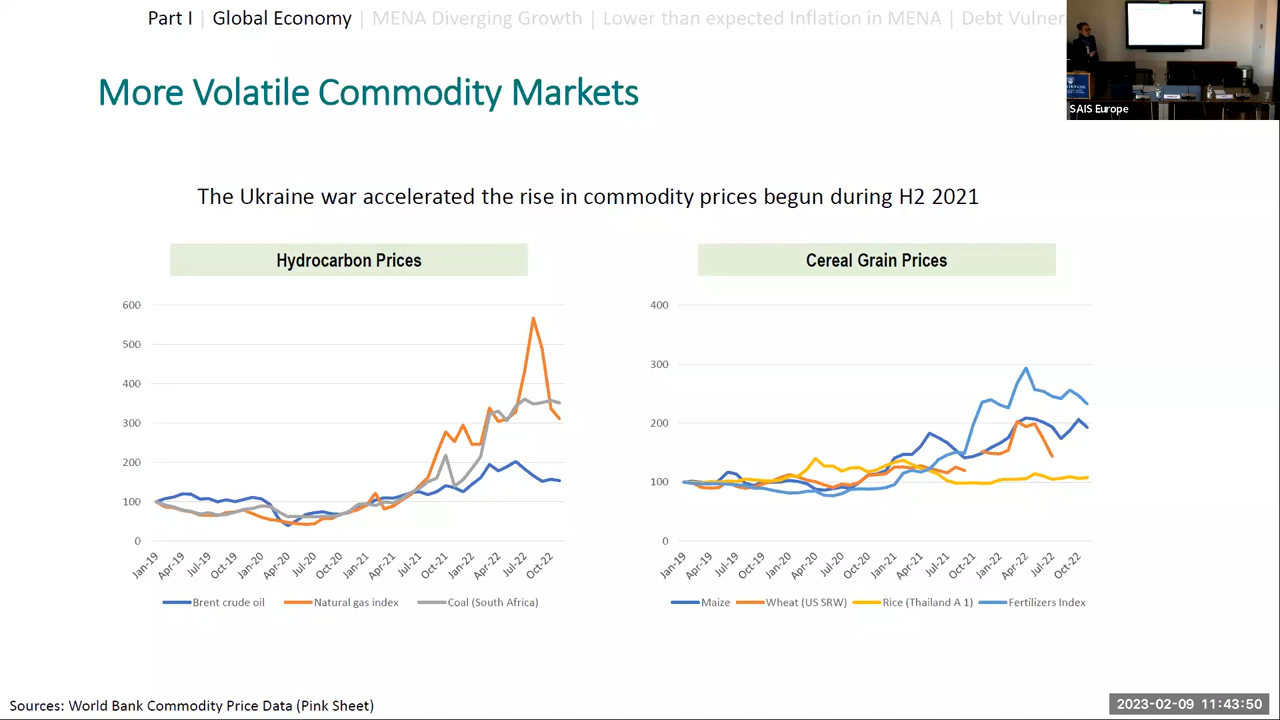 Part I | Global Economy | MENA Diverging Growth | Lower than expected Inflation in MENA | Debt
SAIS Europe
More Volatile Commodity Markets
The Ukraine war accelerated the rise in commodity prices begun during H2 2021
Hydrocarbon Prices
600
500
400
300
200
100
0
Jan-19 Apr-19 Jul-19 Oct-19 Jan-20 Apr-20 Jul-20 Oct-20 Jan-21 Apr-21 Jul-21 Oct-21 Jan-22 Apr-22 Jul-22 Oct-22
Brent crude oil Natural gas index Coal (South Africa)
Cereal Grain Prices
400
300
200
100
0
Jan-19 Apr-19 Jul-19 Oct-19 Jan-20 Apr-20 Jul-20 Oct-20 Jan-21 Apr-21 Jul-21 Oct-21 Jan-22 Apr-22 Jul-22 Oct-22
Maize Wheat (US SRW) Rice (Thailand A 1) Fertilizers Index
Sources: World Bank Commodity Price Data (Pink Sheet)
2023-02-09 11:43:50